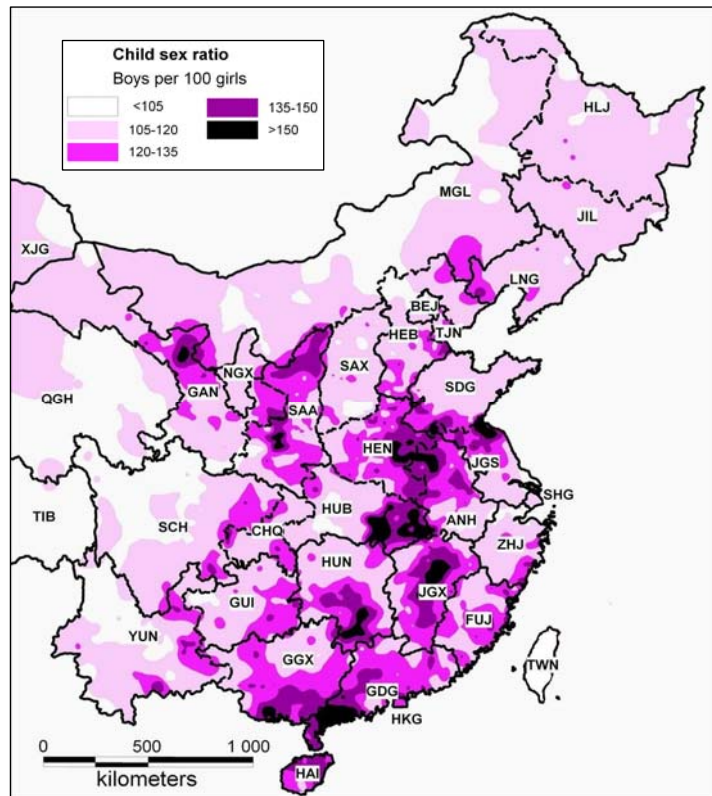 Child sex ratio
Boys per 100 girls
<105
135-150
105-120
>150
120-135
HLJ
MGL
JIL
XJG
LNG
BEJ
HEB
TJN
NGX
SAX
QGH
GAN
SDG
SAA
HEN
JGS
SHG
TIB
SCH
HUB
ANH
CHQ
ZHJ
HUN
JGX
GUI
FUJ
YUN
GGX
TWN
GDG
HKG
0 500 1 000
kilometers
HAI